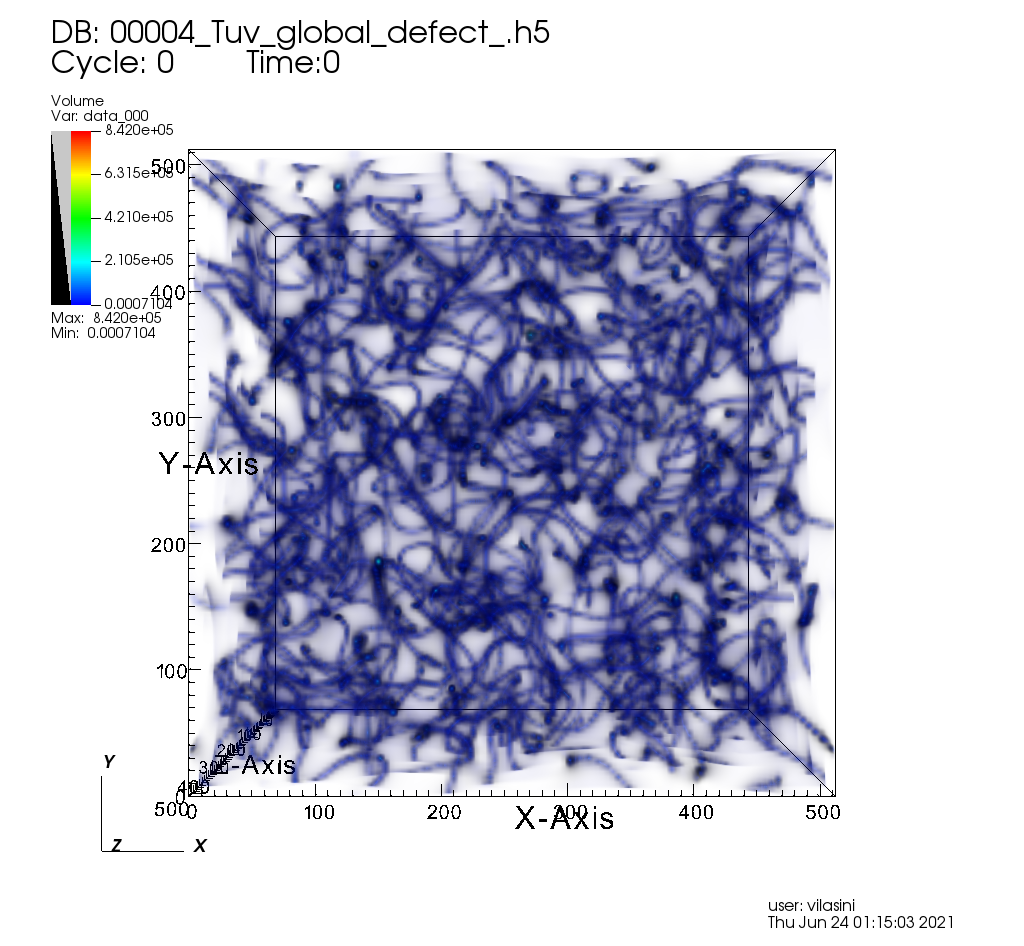 DB: 00004_Tuv_global_defect_.h5
Cycle: 0 Time:0
Volume
Var: data_000
8.420e+05
6.315e+05
4.210e+05
2.105e+05
0.0007104
Max: 8.420e+05
Min: 0.0007104
500
400
300
Y-Axis
200
100
-Axis
400
500
0
100
200
300
400
500
X-Axis
Y
Z X
user: vilasini
Thu Jun 24 01:15:03 2021